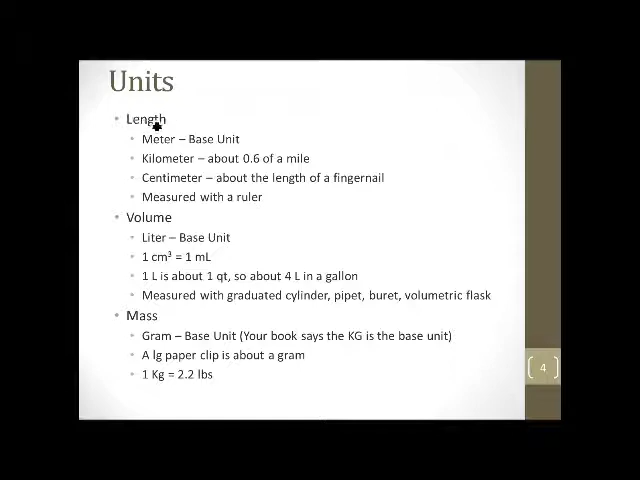 Units
• Length
• Meter – Base Unit
• Kilometer – about 0.6 of a mile
• Centimeter – about the length of a fingernail
• Measured with a ruler
• Volume
• Liter – Base Unit
• 1 cm³ = 1 mL
• 1 L is about 1 qt, so about 4 L in a gallon
• Measured with graduated cylinder, pipet, buret, volumetric flask
• Mass
• Gram – Base Unit (Your book says the KG is the base unit)
• A lg paper clip is about a gram
• 1 Kg = 2.2 lbs
4